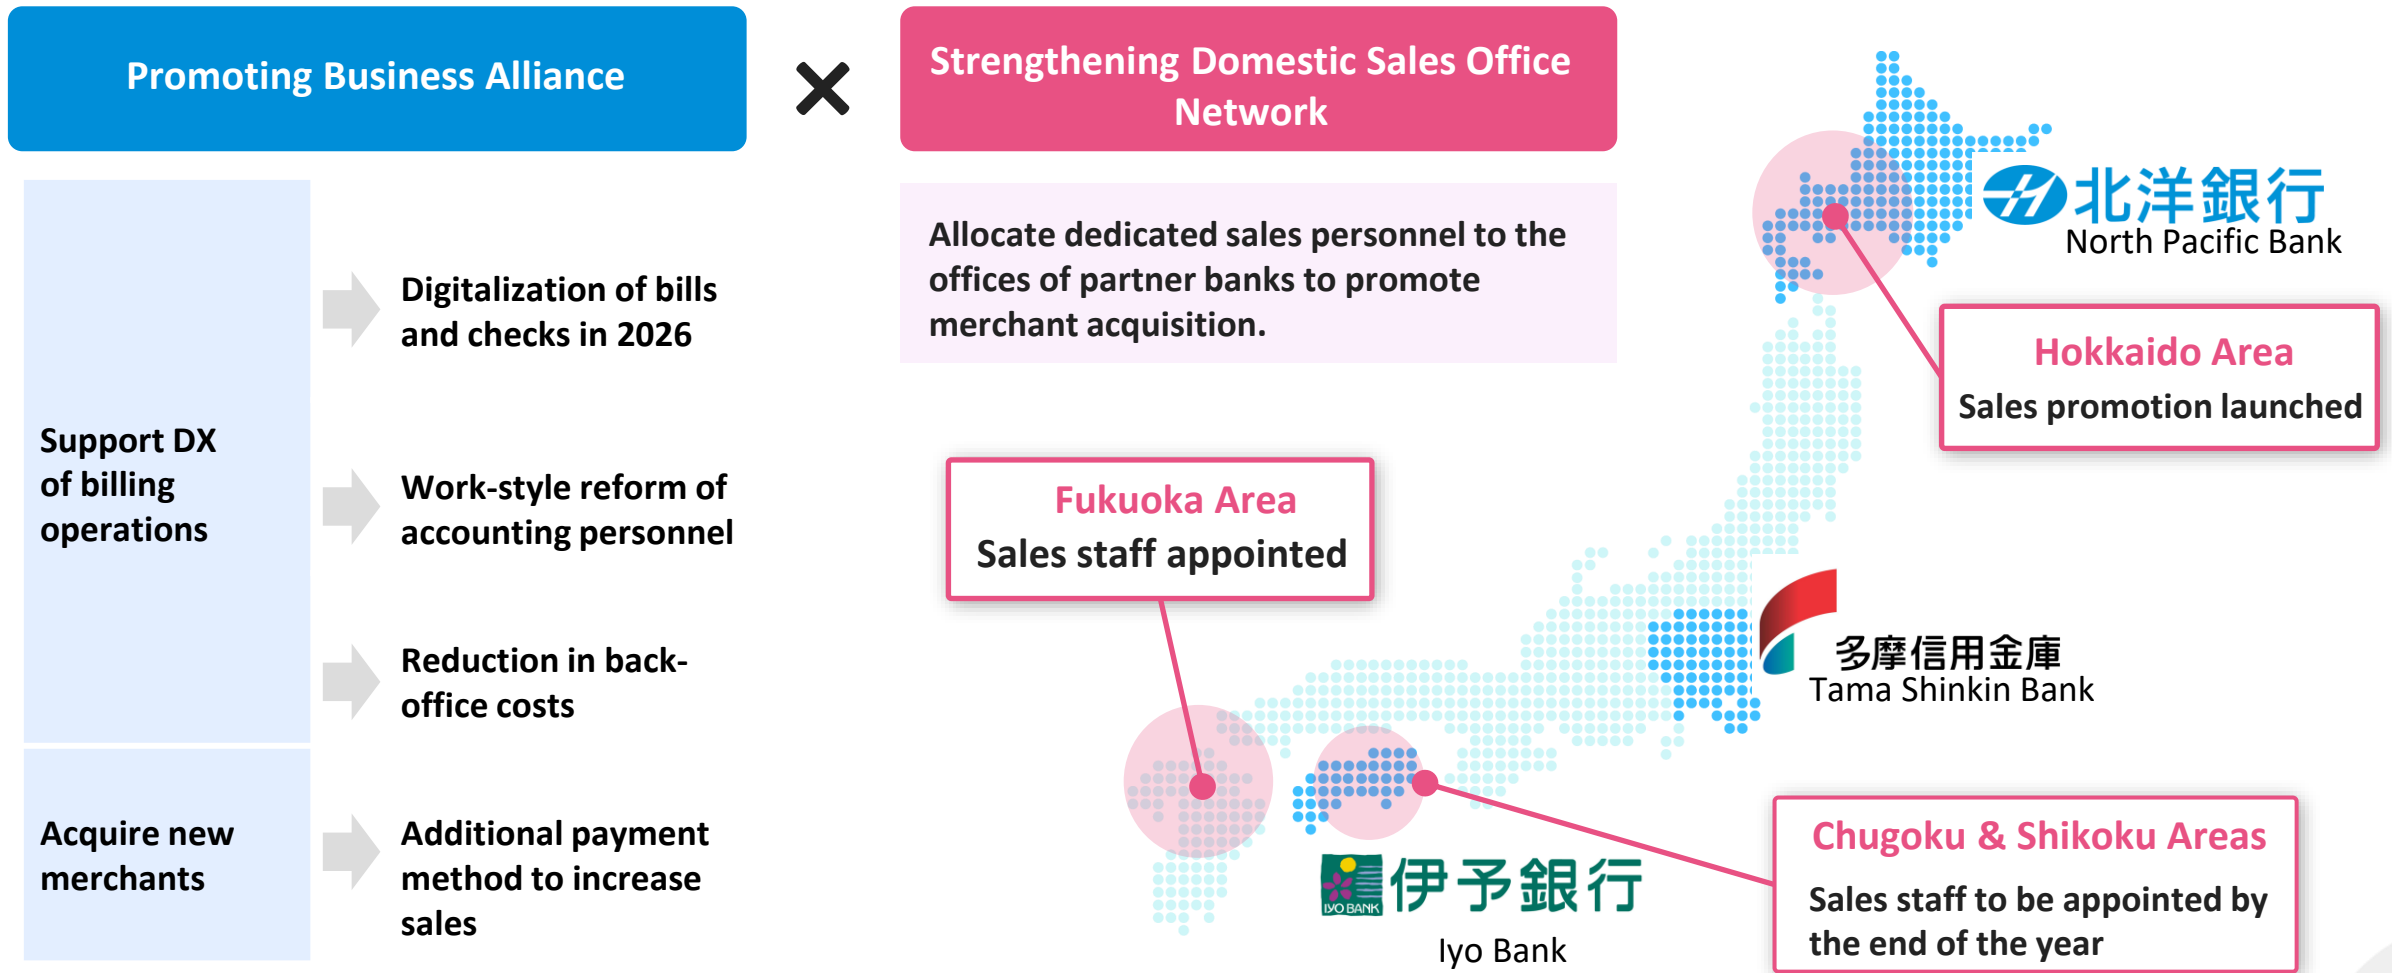 Promoting Business Alliance
Strengthening Domestic Sales Office
Network
Support DX
of billing
operations
Digitalization of bills
and checks in 2026
Work-style reform of
accounting personnel
Reduction in back-
office costs
Acquire new
merchants
Additional payment
method to increase
sales
Allocate dedicated sales personnel to the
offices of partner banks to promote
merchant acquisition.
北洋銀行
North Pacific Bank
Hokkaido Area
Sales promotion launched
Fukuoka Area
Sales staff appointed
多摩信用金庫
Tama Shinkin Bank
IYO BANK
伊予銀行
Iyo Bank
Chugoku & Shikoku Areas
Sales staff to be appointed by
the end of the year